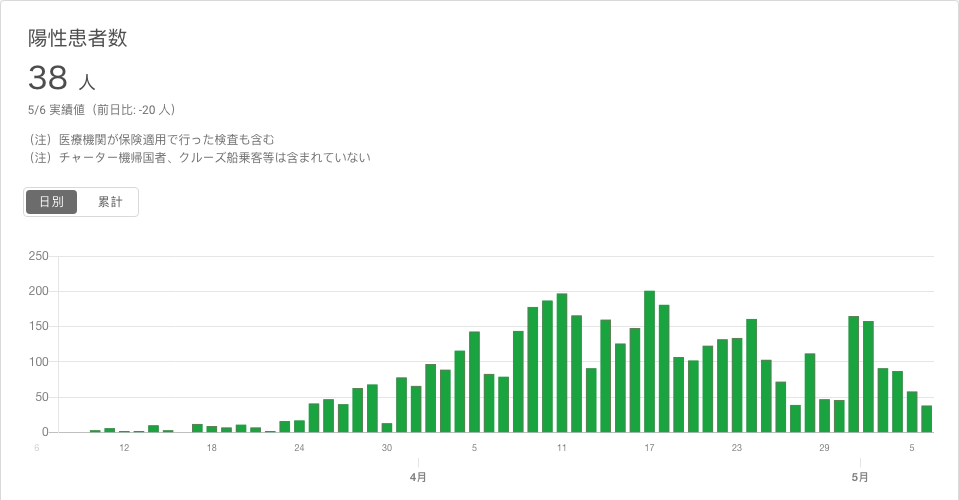 陽性患者数
38 人
5/6 実績値（前日比: -20 人）
（注）医療機関が保険適用で行った検査も含む
（注）チャーター機帰国者、クルーズ船乗客等は含まれていない
日別 累計
250
200
150
100
50
0
6 12 18 24 30 5 11 17 23 29 5
4月 5月